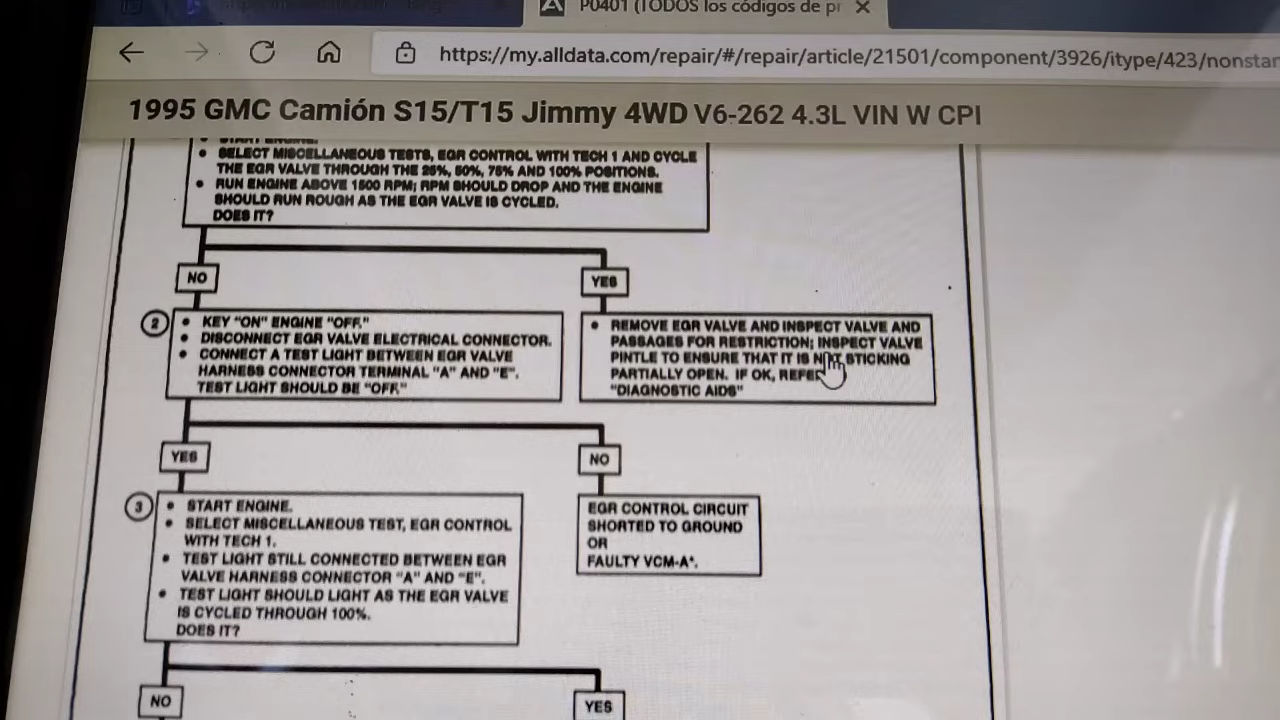 P0401 (TODOS los códigos de pr
https://my.alldata.com/repair/#/repair/article/21501/component/3926/itype/423/nonstar
1995 GMC Camión S15/T15 Jimmy 4WD V6-262 4.3L VIN W CPI
START ENGINE.
• SELECT MISCELLANEOUS TESTS, EGR CONTROL WITH TECH 1 AND CYCLE
THE EGR VALVE THROUGH THE 25%, 50%, 75% AND 100% POSITIONS.
• RUN ENGINE ABOVE 1500 RPM; RPM SHOULD DROP AND THE ENGINE
SHOULD RUN ROUGH AS THE EGR VALVE IS CYCLED.
DOES IT?
NO
YES
2
• KEY "ON" ENGINE "OFF."
• DISCONNECT EGR VALVE ELECTRICAL CONNECTOR.
• CONNECT A TEST LIGHT BETWEEN EGR VALVE
HARNESS CONNECTOR TERMINAL "A" AND "E".
TEST LIGHT SHOULD BE "OFF."
• REMOVE EGR VALVE AND INSPECT VALVE AND
PASSAGES FOR RESTRICTION; INSPECT VALVE
PINTLE TO ENSURE THAT IT IS NOT STICKING
PARTIALLY OPEN. IF OK, REFER
"DIAGNOSTIC AIDS"
YES
NO
3
• START ENGINE.
• SELECT MISCELLANEOUS TEST, EGR CONTROL
WITH TECH 1.
• TEST LIGHT STILL CONNECTED BETWEEN EGR
VALVE HARNESS CONNECTOR "A" AND "E".
• TEST LIGHT SHOULD LIGHT AS THE EGR VALVE
IS CYCLED THROUGH 100%.
DOES IT?
EGR CONTROL CIRCUIT
SHORTED TO GROUND
OR
FAULTY VCM-A*.
NO
YES